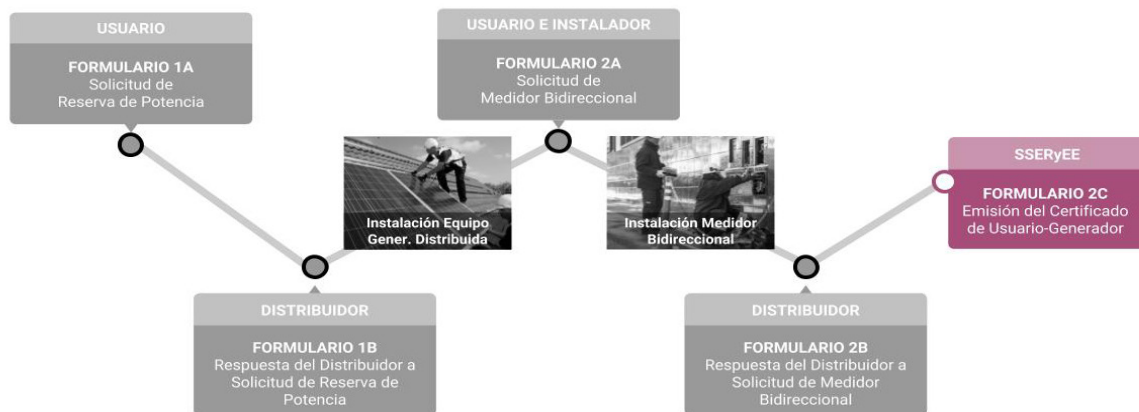 USUARIO
FORMULARIO 1A
Solicitud de
Reserva de Potencia
DISTRIBUIDOR
FORMULARIO 1B
Respuesta del Distribuidor a
Solicitud de Reserva de
Potencia
Instalación Equipo
Gener. Distribuida
USUARIO E INSTALADOR
FORMULARIO 2A
Solicitud de
Medidor Bidireccional
Instalación Medidor
Bidireccional
DISTRIBUIDOR
FORMULARIO 2B
Respuesta del Distribuidor a
Solicitud de Medidor
Bidireccional
SSERyEE
FORMULARIO 2C
Emisión del Certificado
de Usuario-Generador